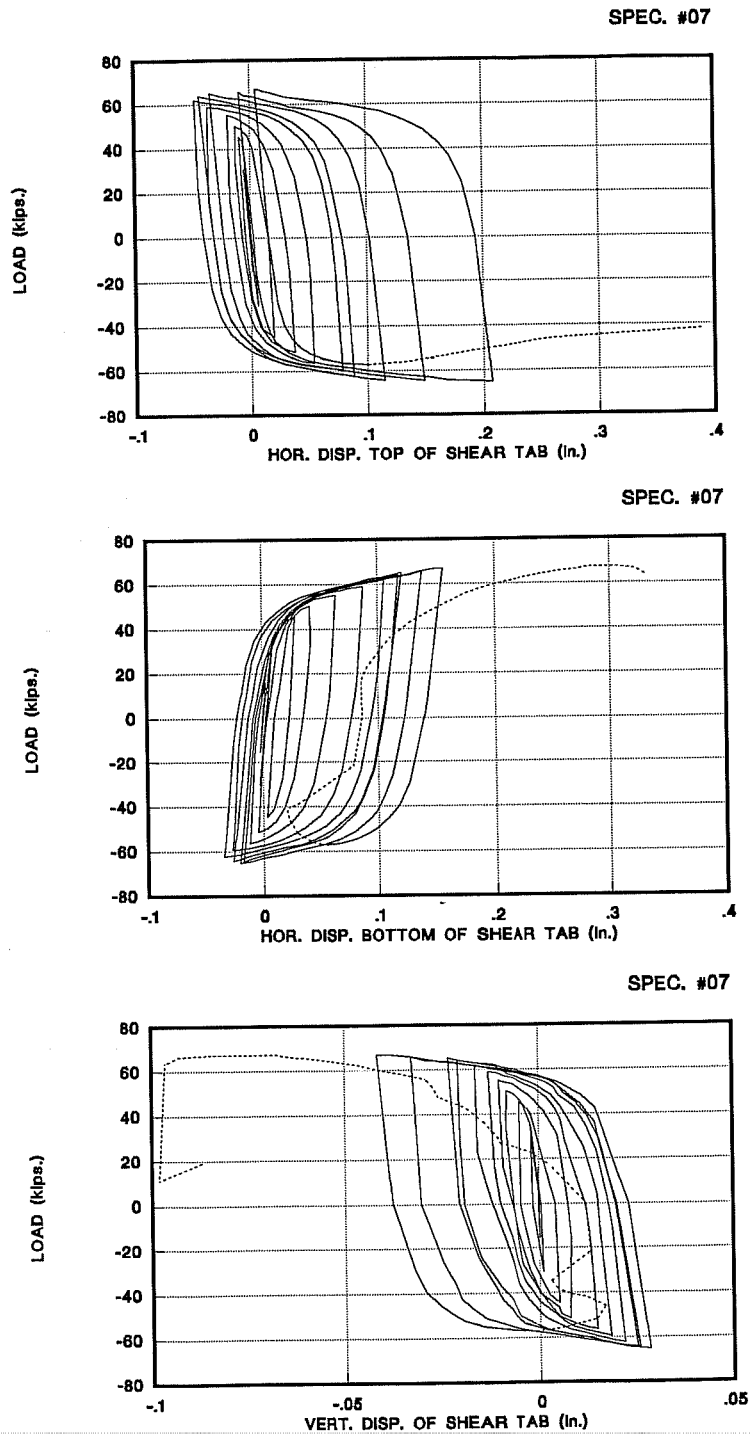 SPEC. #07
80
60
40
20
0
-20
-40
-60
-80
LOAD (kips.)
-.1 0 .1 .2 .3 .4
HOR. DISP. TOP OF SHEAR TAB (in.)
SPEC. #07
80
60
40
20
0
-20
-40
-60
-80
LOAD (kips.)
-.1 0 .1 .2 .3 .4
HOR. DISP. BOTTOM OF SHEAR TAB (in.)
SPEC. #07
80
60
40
20
0
-20
-40
-60
-80
LOAD (kips.)
-.1 -.05 0 .05
VERT. DISP. OF SHEAR TAB (in.)